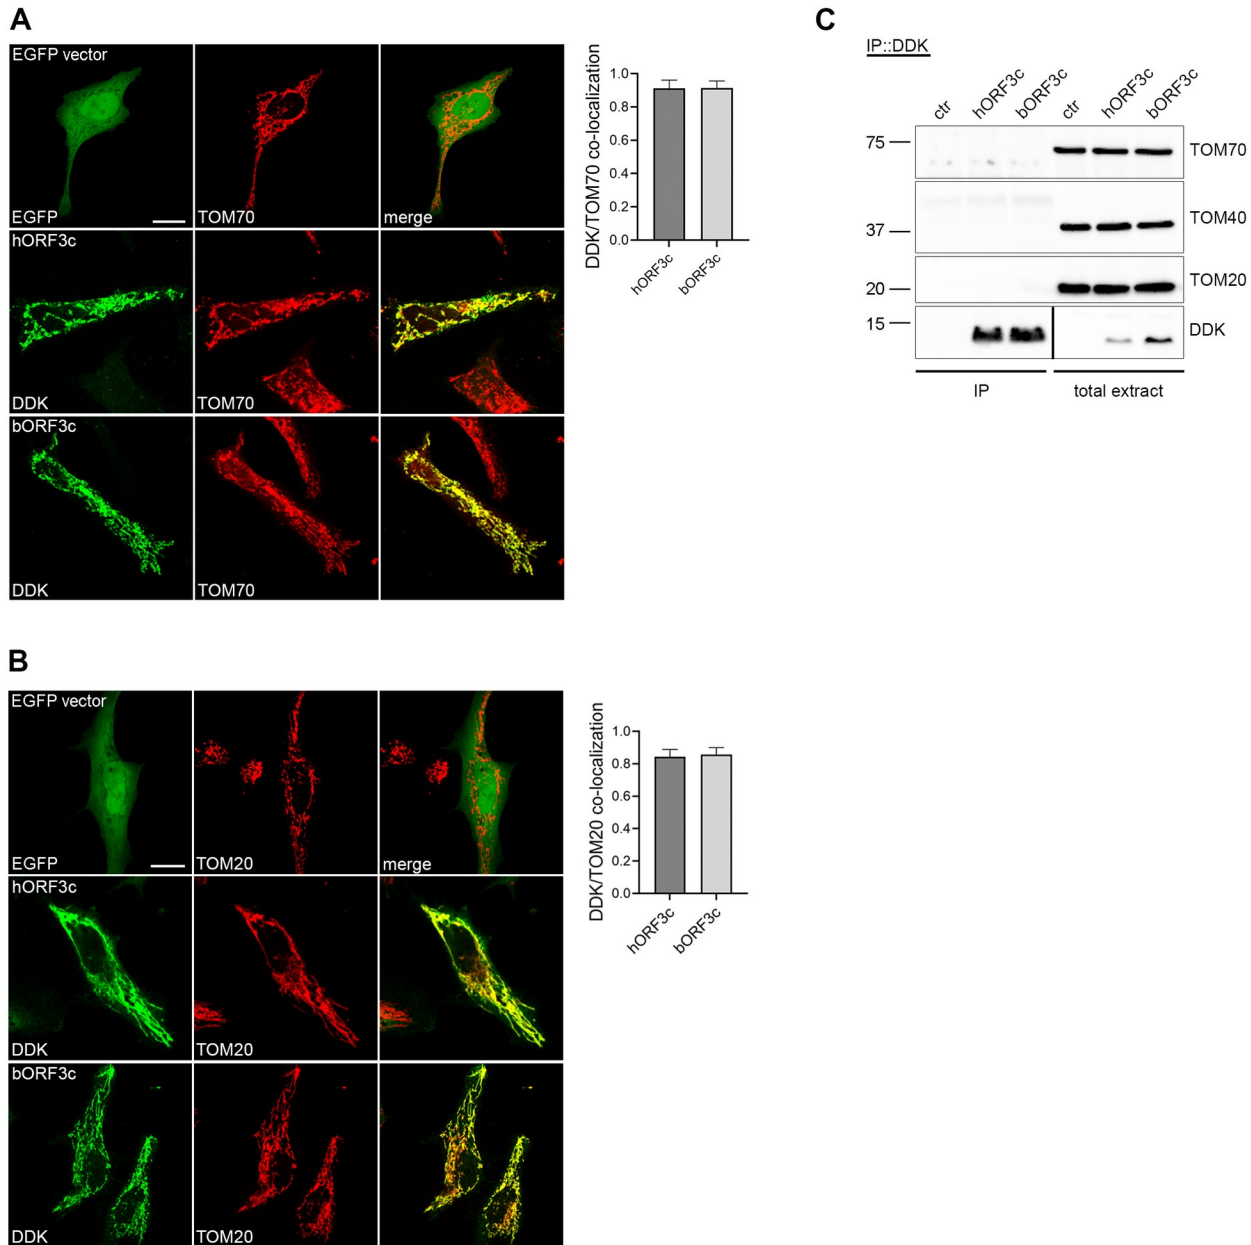 A
EGFP vector
EGFP
TOM70
merge
hORF3c
DDK
TOM70
bORF3c
DDK
TOM70
DDK/TOM70 co-localization
1.0
0.8
0.6
0.4
0.2
0.0
hORF3c
bORF3c
B
EGFP vector
EGFP
TOM20
merge
hORF3c
DDK
TOM20
bORF3c
DDK
TOM20
DDK/TOM20 co-localization
1.0
0.8
0.6
0.4
0.2
0.0
hORF3c
bORF3c
C
IP::DDK
ctr hORF3c bORF3c ctr hORF3c bORF3c
75 TOM70
37 TOM40
20 TOM20
15 DDK
IP total extract